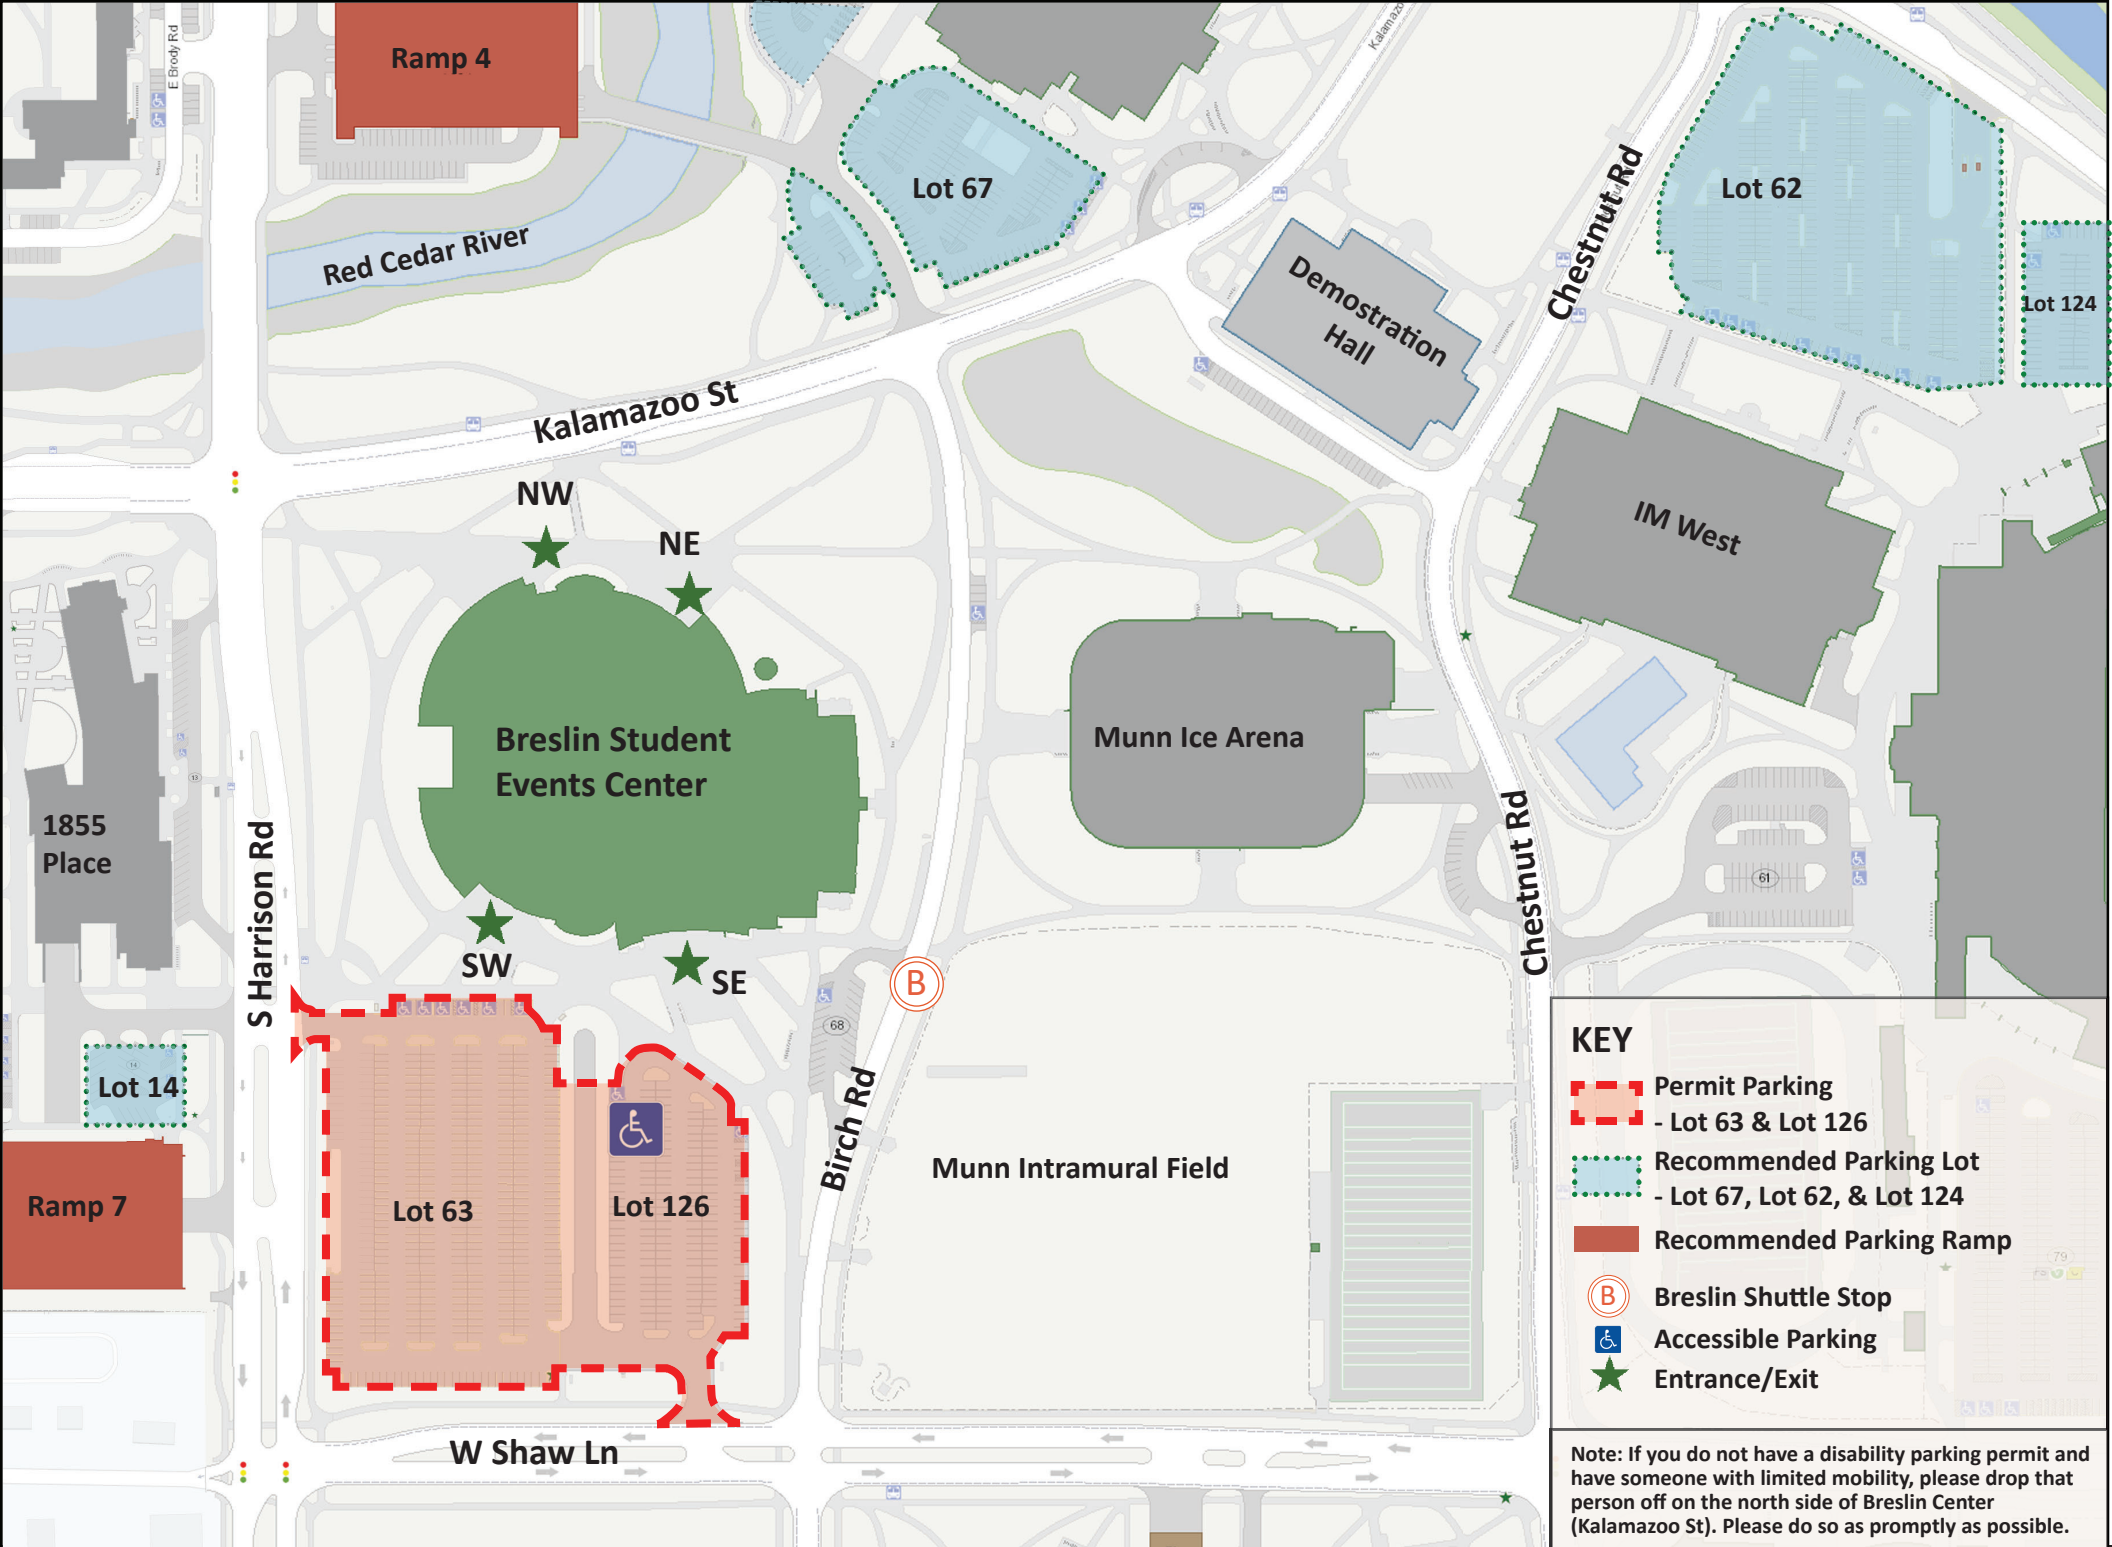 E Brody Rd
Ramp 4
Kalamazoo
Lot 67
Lot 62
Chestnut Rd
Red Cedar River
Demostration
Hall
Lot 124
Kalamazoo St
NW
NE
IM West
Breslin Student
Events Center
Munn Ice Arena
13
1855
Place
S Harrison Rd
Chestnut Rd
61
SW
SE
B
68
14
Lot 14
Birch Rd
Ramp 7
Lot 63
Lot 126
Munn Intramural Field
W Shaw Ln
KEY
Permit Parking
- Lot 63 & Lot 126
Recommended Parking Lot
- Lot 67, Lot 62, & Lot 124
Recommended Parking Ramp
79
B
Breslin Shuttle Stop
Accessible Parking
Entrance/Exit
Note: If you do not have a disability parking permit and
have someone with limited mobility, please drop that
person off on the north side of Breslin Center
(Kalamazoo St). Please do so as promptly as possible.